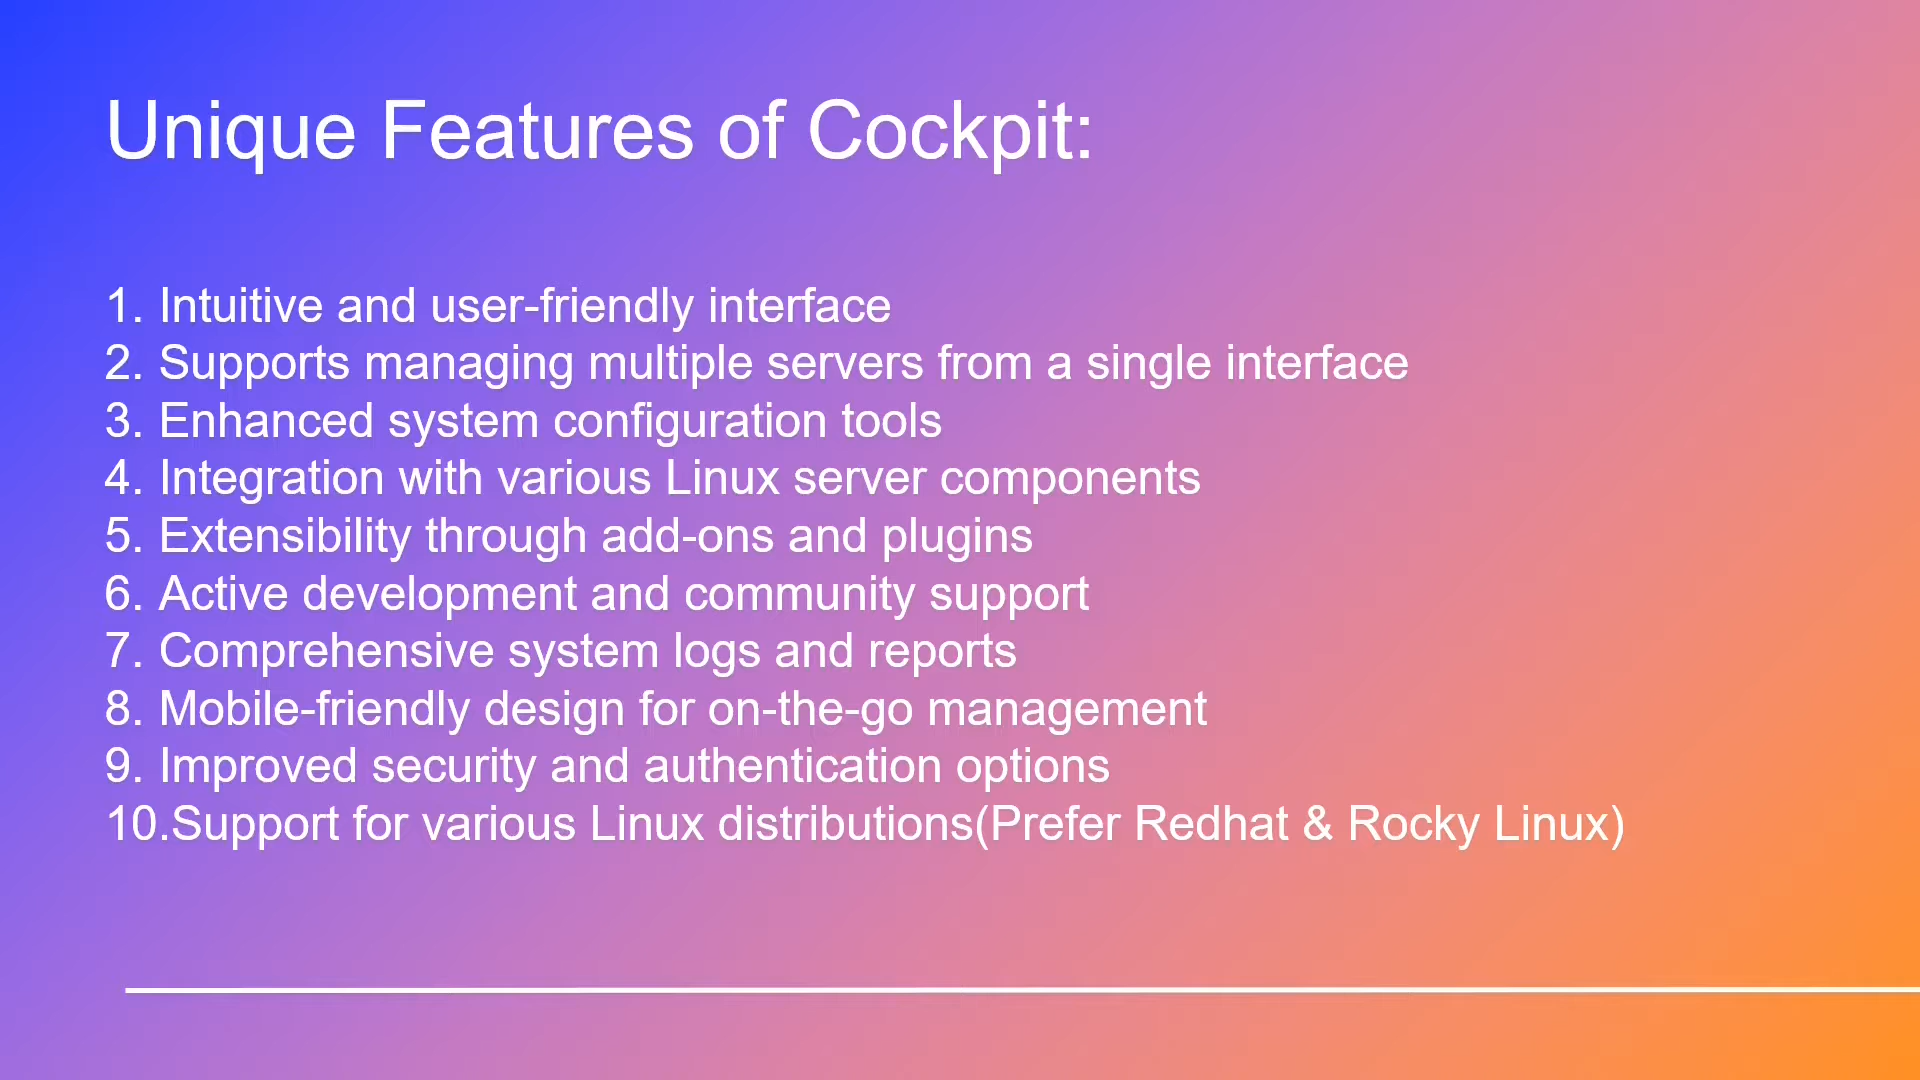 Unique Features of Cockpit:
1. Intuitive and user-friendly interface
2. Supports managing multiple servers from a single interface
3. Enhanced system configuration tools
4. Integration with various Linux server components
5. Extensibility through add-ons and plugins
6. Active development and community support
7. Comprehensive system logs and reports
8. Mobile-friendly design for on-the-go management
9. Improved security and authentication options
10.Support for various Linux distributions(Prefer Redhat & Rocky Linux)